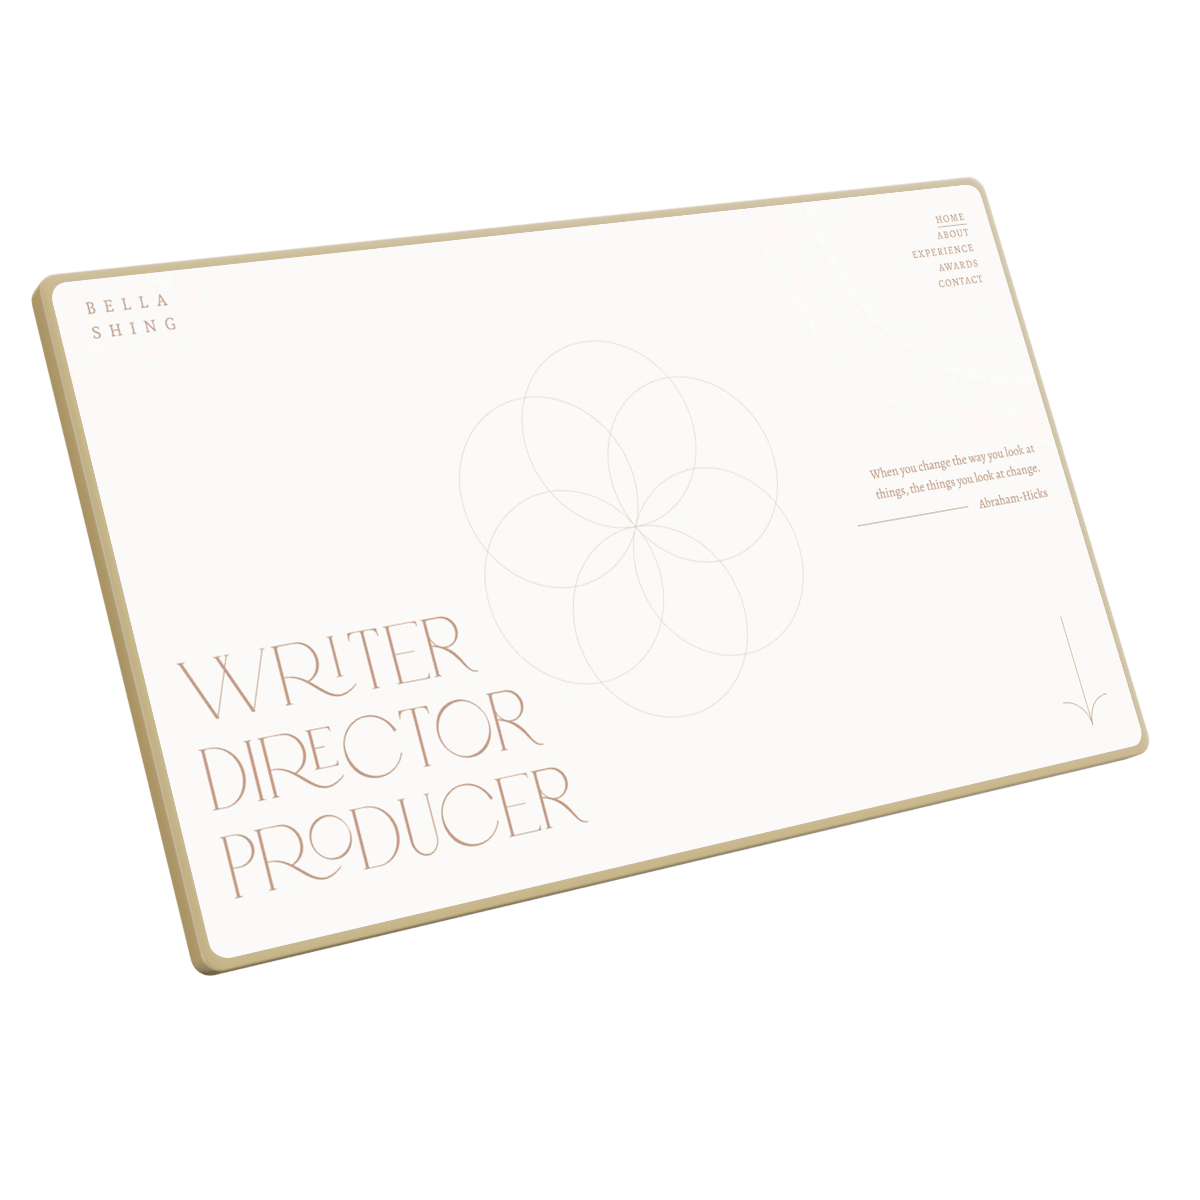 BELLA
SHING
HOME
ABOUT
EXPERIENCE
AWARDS
CONTACT
When you change the way you look at
things, the things you look at change.
Abraham-Hicks
WRITER
DIRECTOR
PRODUCER